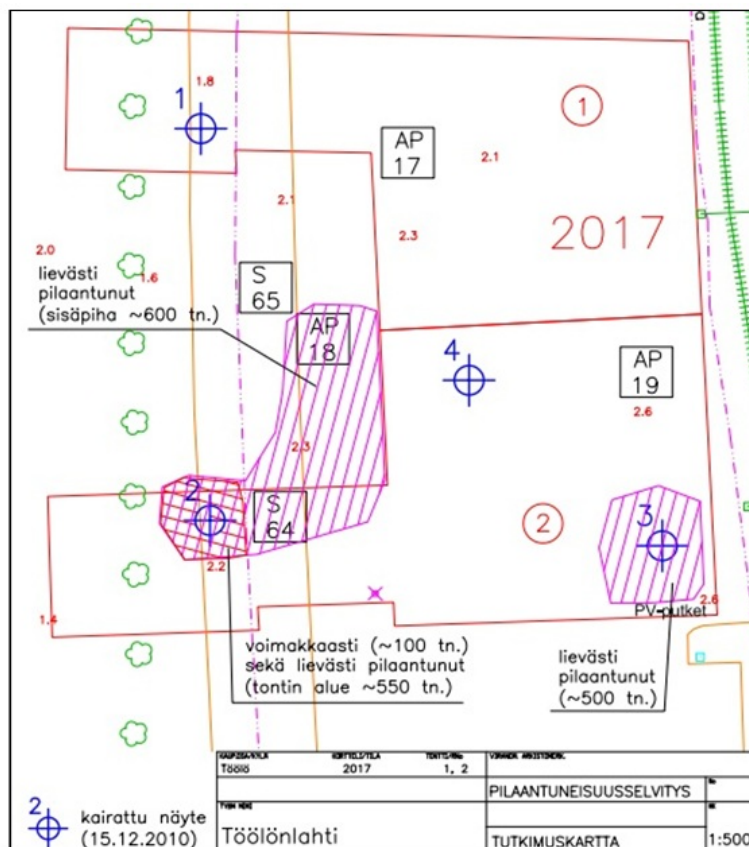 1.8
1
1
AP
17
2.1
2.1
2017
2.3
2.0
lievästi
pilaantunut
(sisäpiha ~600 tn.)
1.6
S
65
AP
18
4
AP
19
2.6
2.3
2
S
64
2
3
2.2
1.4
2.6
PV-putket
voimakkaasti (~100 tn.)
sekä lievästi pilaantunut
(tontin alue ~550 tn.)
lievästi
pilaantunut
(~500 tn.)
Töölö
2017
1, 2
PILAANTUNEISUUSSELVITYS
2
kairattu näyte
(15.12.2010)
Töölönlahti
TUTKIMUSKARTTA
1:500